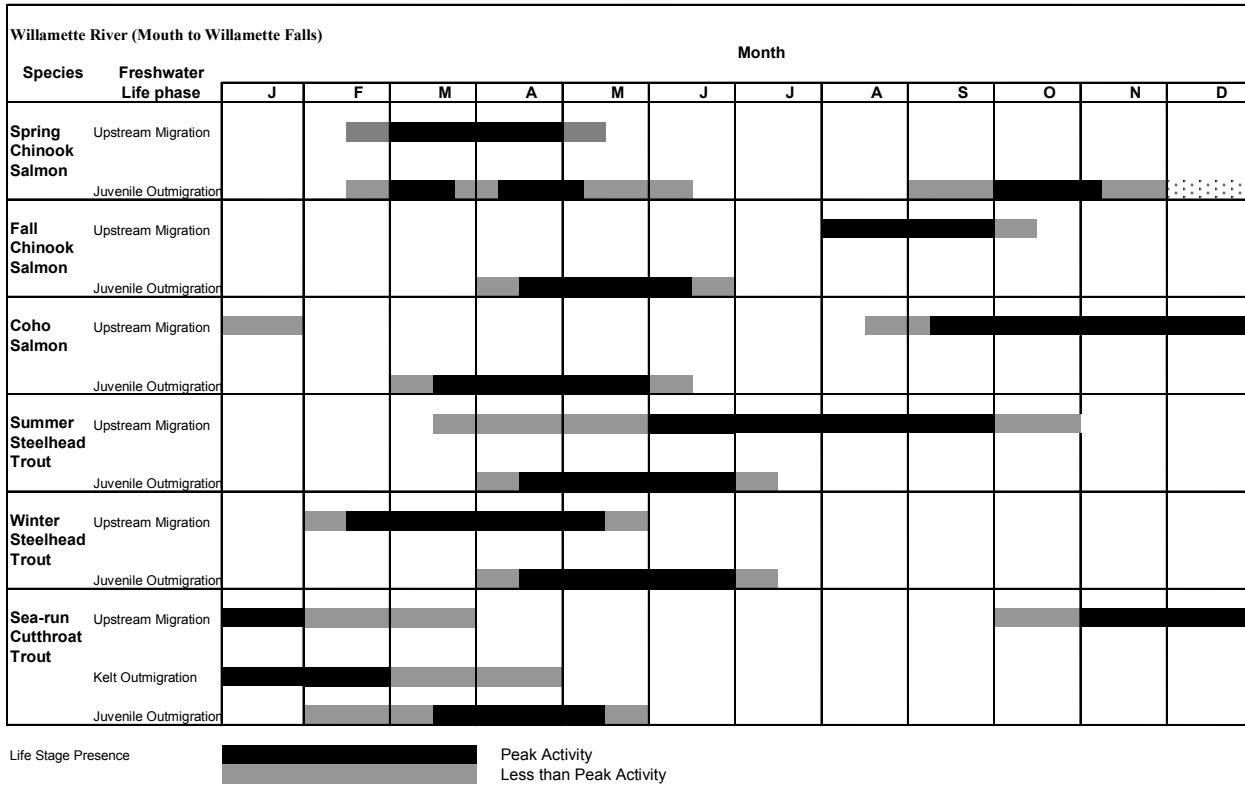 Willamette River (Mouth to Willamette Falls)
Month
Species Freshwater
Life phase J F M A M J J A S O N D
Spring Upstream Migration
Chinook
Salmon
Juvenile Outmigration
Fall Upstream Migration
Chinook
Salmon
Juvenile Outmigration
Coho Upstream Migration
Salmon
Juvenile Outmigration
Summer Upstream Migration
Steelhead
Trout
Juvenile Outmigration
Winter Upstream Migration
Steelhead
Trout
Juvenile Outmigration
Sea-run Upstream Migration
Cutthroat
Trout
Kelt Outmigration
Juvenile Outmigration
Life Stage Presence Peak Activity
Less than Peak Activity